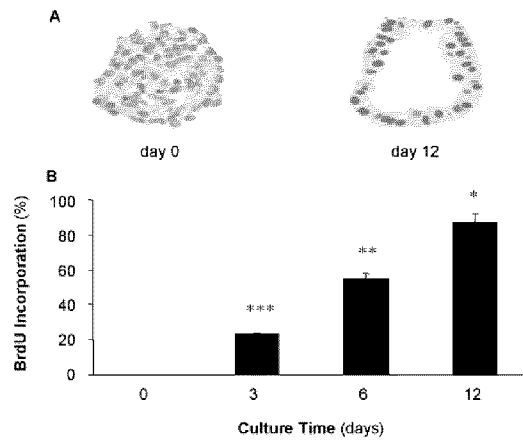 A
day 0 day 12
B
100
80
60
40
20
0
BrdU Incorporation (%)
***
**
*
0 3 6 12
Culture Time (days)